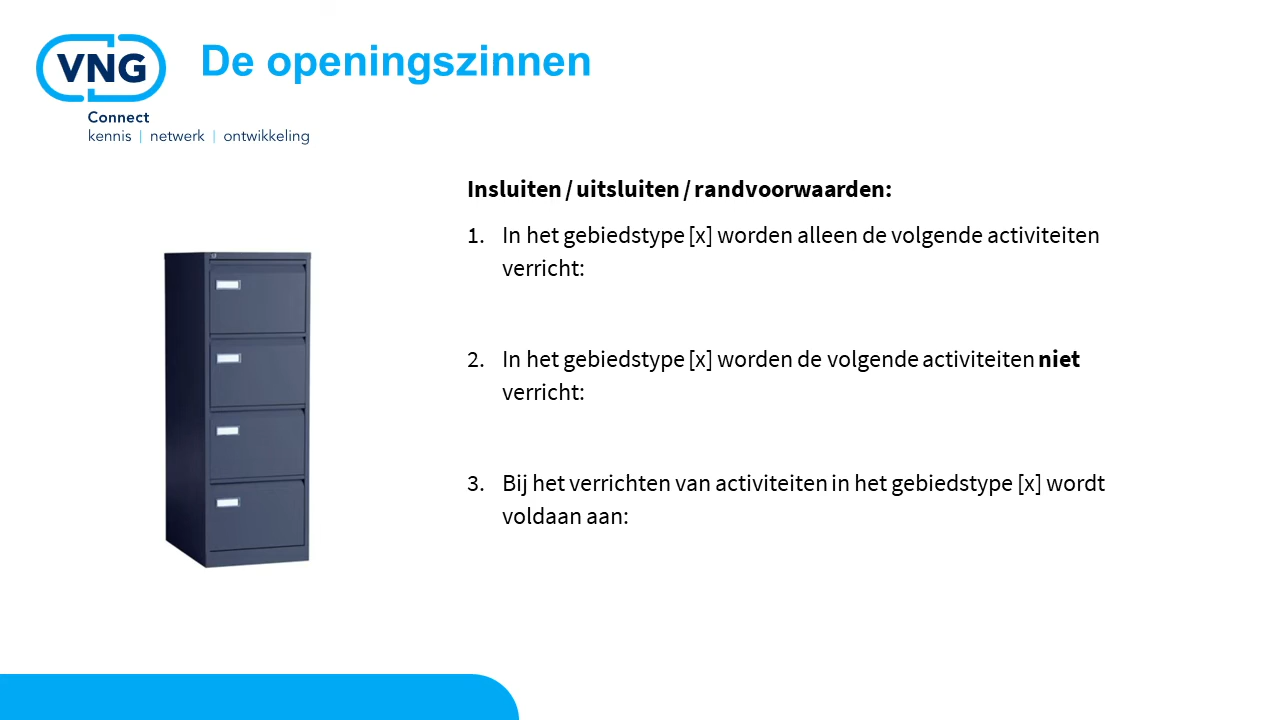 VNG
De openingszinnen
Connect
kennis | netwerk | ontwikkeling
Insluiten / uitsluiten / randvoorwaarden:
1. In het gebiedstype [x] worden alleen de volgende activiteiten
verricht:
2. In het gebiedstype [x] worden de volgende activiteiten niet
verricht:
3. Bij het verrichten van activiteiten in het gebiedstype [x] wordt
voldaan aan: